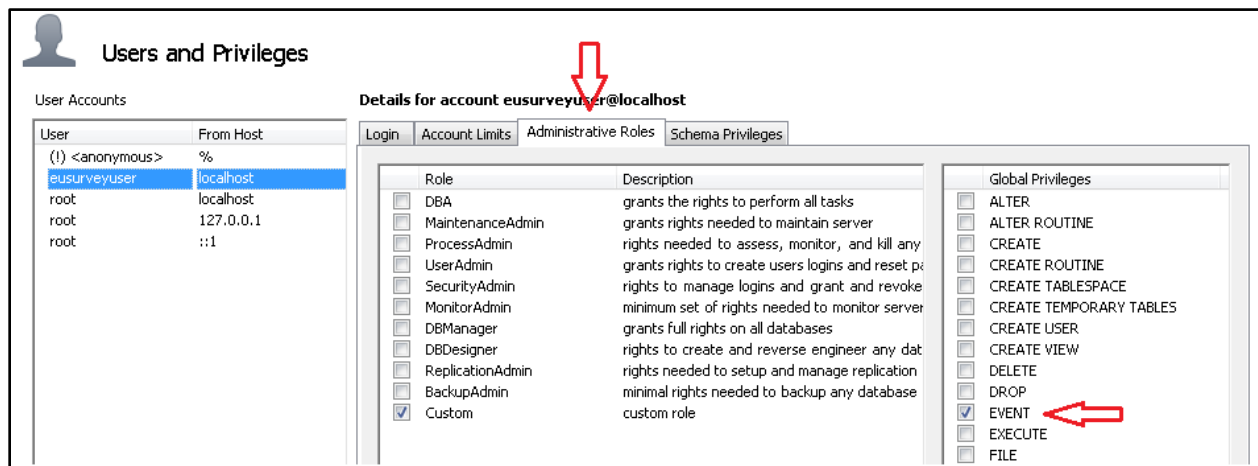 Users and Privileges
User Accounts
Details for account eusurveyuser@localhost
User From Host
(!) <anonymous> %
eusurveyuser localhost
root localhost
root 127.0.0.1
root ::1
Login Account Limits Administrative Roles Schema Privileges
Role Description
DBA grants the rights to perform all tasks
MaintenanceAdmin grants rights needed to maintain server
ProcessAdmin rights needed to assess, monitor, and kill any
UserAdmin grants rights to create users logins and reset pa
SecurityAdmin rights to manage logins and grant and revoke
MonitorAdmin minimum set of rights needed to monitor server
DBManager grants full rights on all databases
DBDesigner rights to create and reverse engineer any dat
ReplicationAdmin rights needed to setup and manage replication
BackupAdmin minimal rights needed to backup any database
Custom custom role
Global Privileges
ALTER
ALTER ROUTINE
CREATE
CREATE ROUTINE
CREATE TABLESPACE
CREATE TEMPORARY TABLES
CREATE USER
CREATE VIEW
DELETE
DROP
EVENT
EXECUTE
FILE